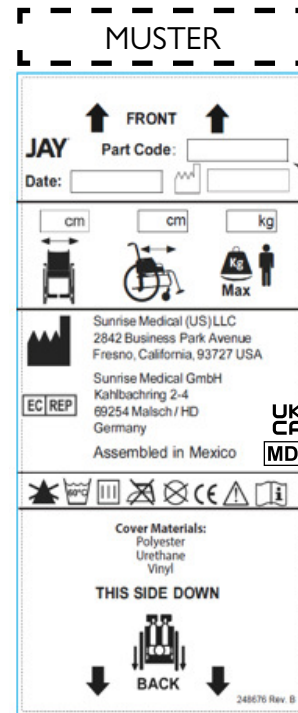 MUSTER
FRONT
JAY Part Code:
Date:
cm cm kg
Kg
Max
Sunrise Medical (US) LLC
2842 Business Park Avenue
Fresno, California, 93727 USA
Sunrise Medical GmbH
Kahlbachring 2-4
EC REP 69254 Malsch / HD
Germany
UK
CA
Assembled in Mexico MD
60°C CE i
Cover Materials:
Polyester
Urethane
Vinyl
THIS SIDE DOWN
BACK
248676 Rev. B